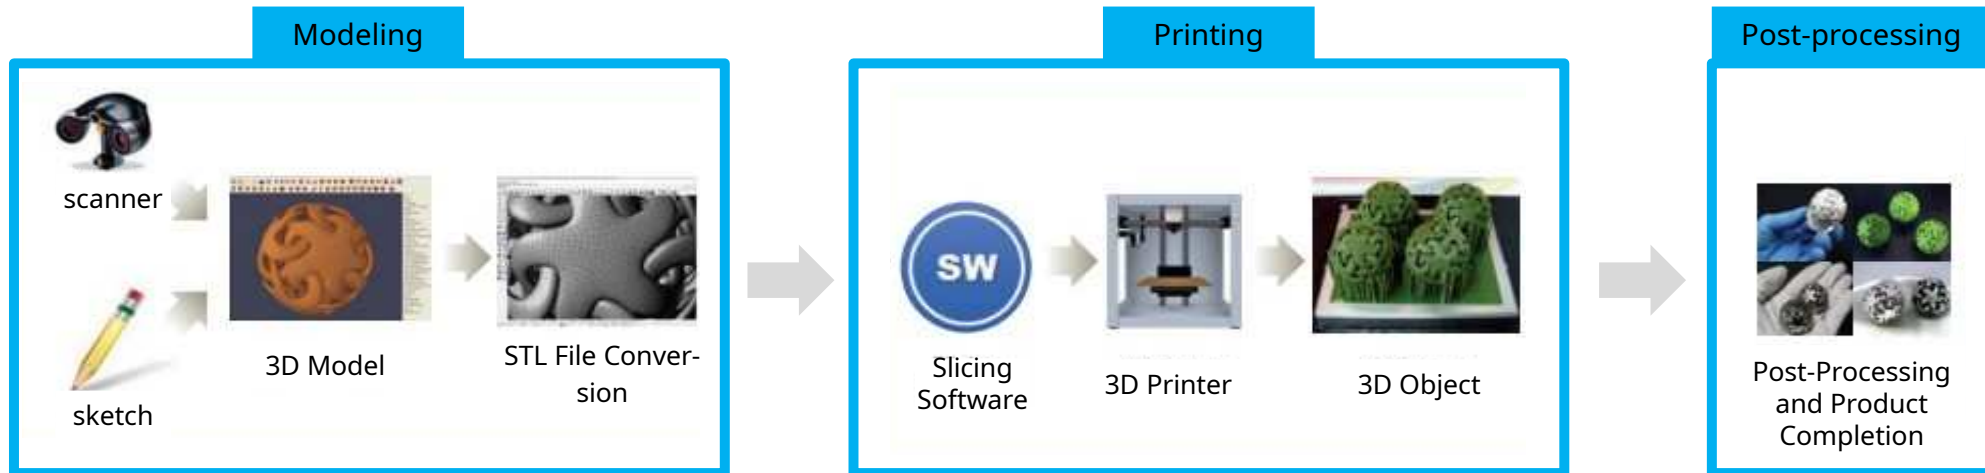 Modeling
Printing
Post-processing
scanner
sketch
3D Model
STL File Conver-
sion
SW
Slicing
Software
3D Printer
3D Object
Post-Processing
and Product
Completion